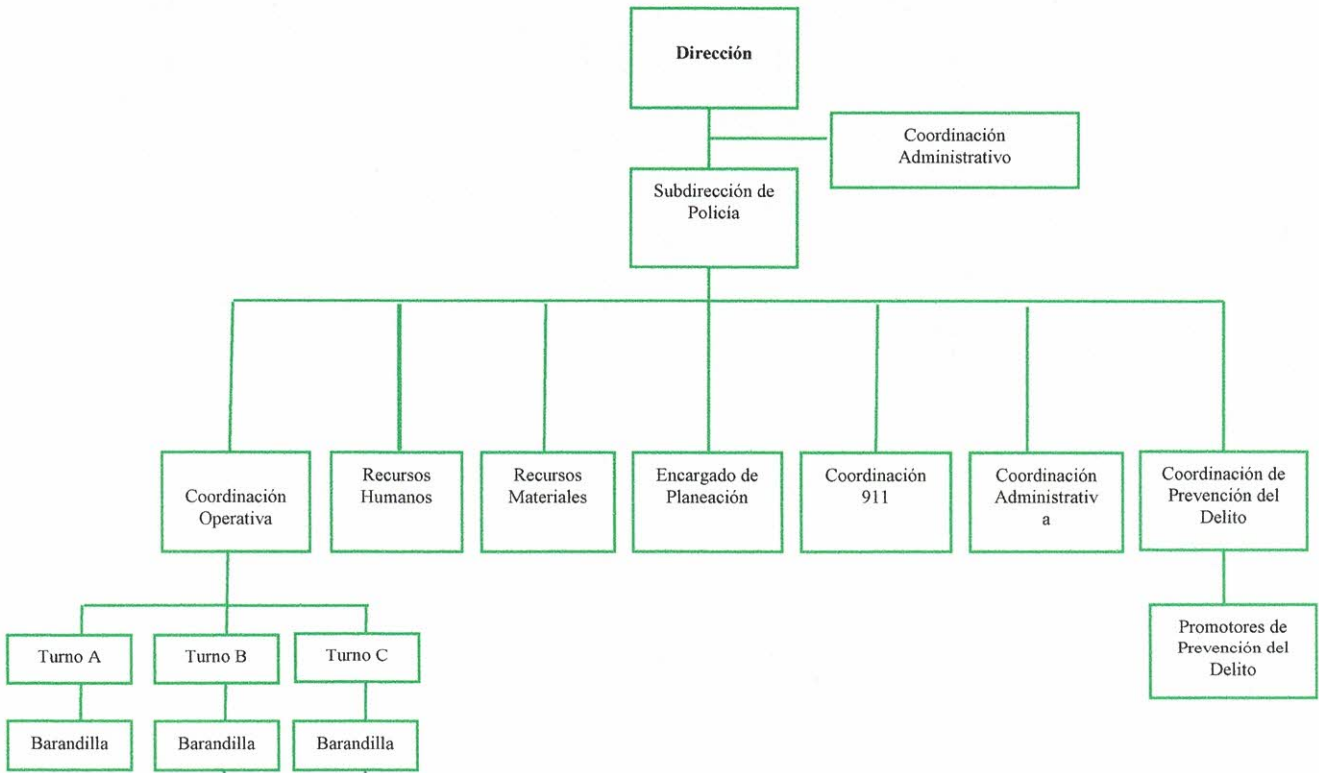 Dirección
Coordinación
Administrativo
Subdirección de
Policía
Coordinación
Operativa
Recursos
Humanos
Recursos
Materiales
Encargado de
Planeación
Coordinación
911
Coordinación
Administrativ
a
Coordinación de
Prevención del
Delito
Turno A
Turno B
Turno C
Promotores de
Prevención del
Delito
Barandilla
Barandilla
Barandilla